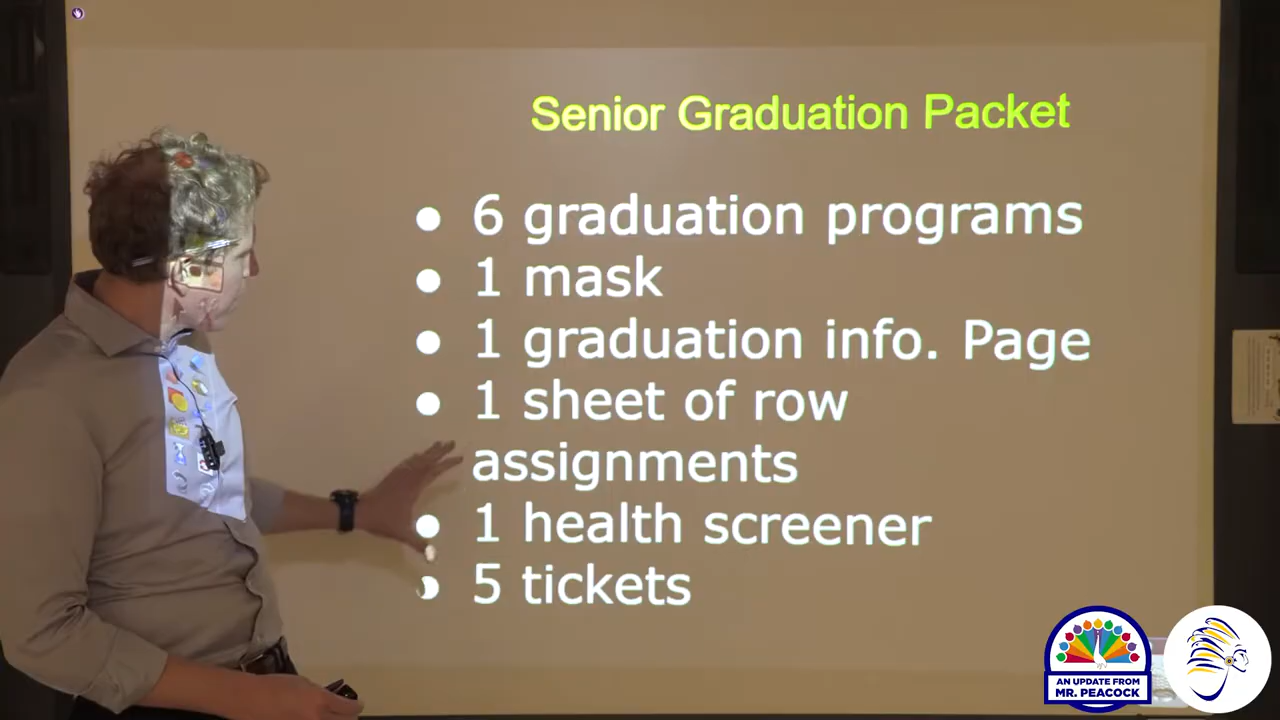 Senior Graduation Packet
● 6 graduation programs
● 1 mask
● 1 graduation info. Page
● 1 sheet of row
assignments
● 1 health screener
● 5 tickets
AN UPDATE FROM
MR. PEACOCK